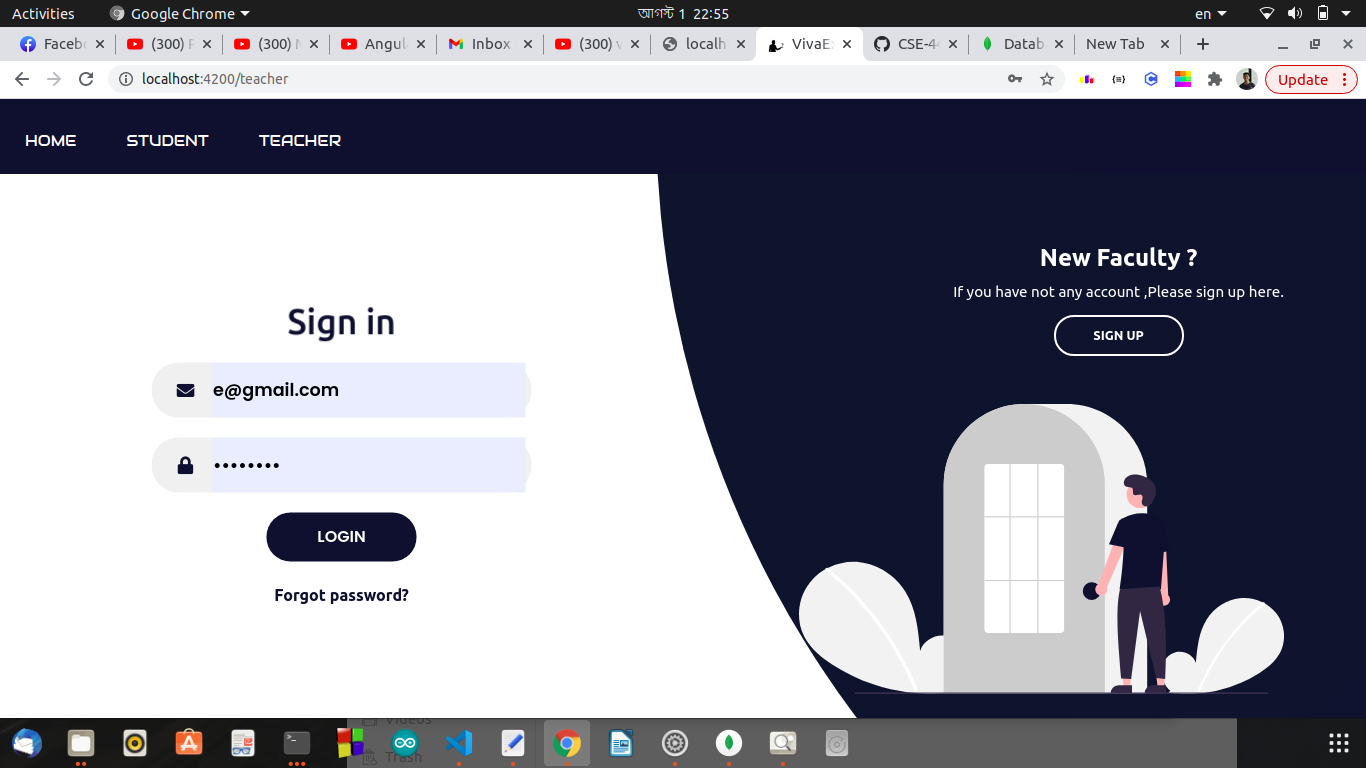 Activities Google Chrome আগস্ট 1 22:55 en
Faceb (300) (300) Angul Inbox (300) v localh VivaE CSE-4 Datab New Tab
localhost:4200/teacher Update
HOME STUDENT TEACHER
New Faculty ?
If you have not any account ,Please sign up here.
SIGN UP
Sign in
e@gmail.com
••••••••
LOGIN
Forgot password?
Videos
Trash